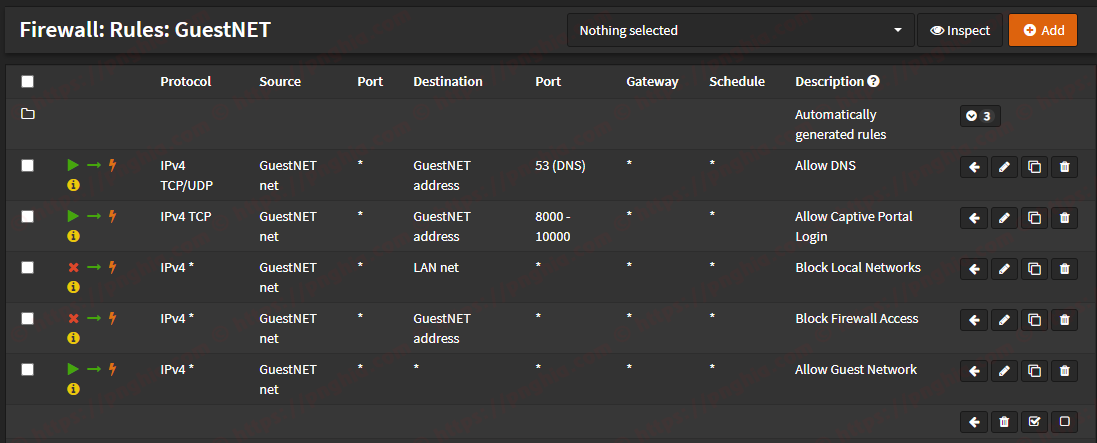 Firewall: Rules: GuestNET
Nothing selected
Inspect
Add
Protocol Source Port Destination Port Gateway Schedule Description
Automatically
generated rules
3
IPv4
TCP/UDP
GuestNET
net
*
GuestNET
address
53 (DNS)
*
*
Allow DNS
IPv4 TCP
GuestNET
net
*
GuestNET
address
8000 -
10000
*
*
Allow Captive Portal
Login
IPv4 *
GuestNET
net
*
LAN net
*
*
*
Block Local Networks
IPv4 *
GuestNET
net
*
GuestNET
address
*
*
*
Block Firewall Access
IPv4 *
GuestNET
net
*
*
*
*
*
Allow Guest Network